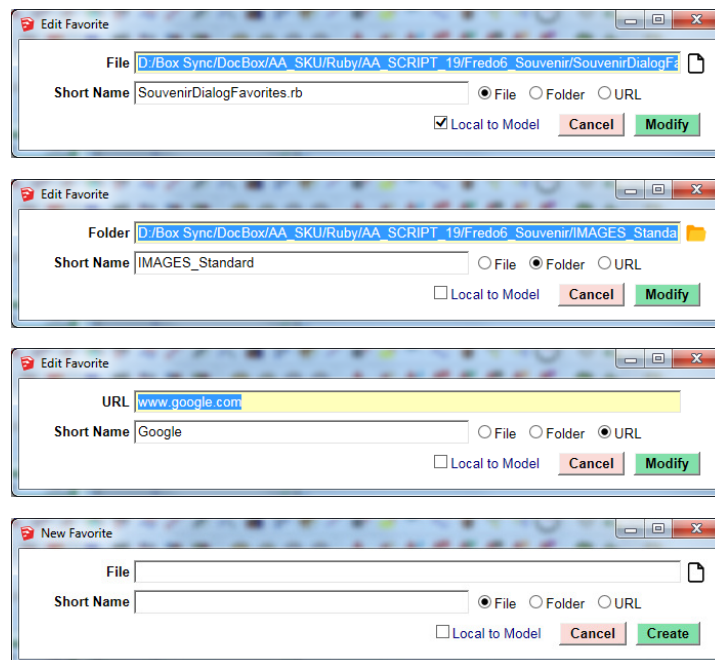 Edit Favorite
File D:/Box Sync/DocBox/AA_SKU/Ruby/AA_SCRIPT_19/Fredo6_Souvenir/SouvenirDialogFa
Short Name SouvenirDialogFavorites.rb File Folder URL
Local to Model Cancel Modify
Edit Favorite
Folder D:/Box Sync/DocBox/AA_SKU/Ruby/AA_SCRIPT_19/Fredo6_Souvenir/IMAGES_Standa
Short Name IMAGES_Standard File Folder URL
Local to Model Cancel Modify
Edit Favorite
URL www.google.com
Short Name Google File Folder URL
Local to Model Cancel Modify
New Favorite
File
Short Name File Folder URL
Local to Model Cancel Create